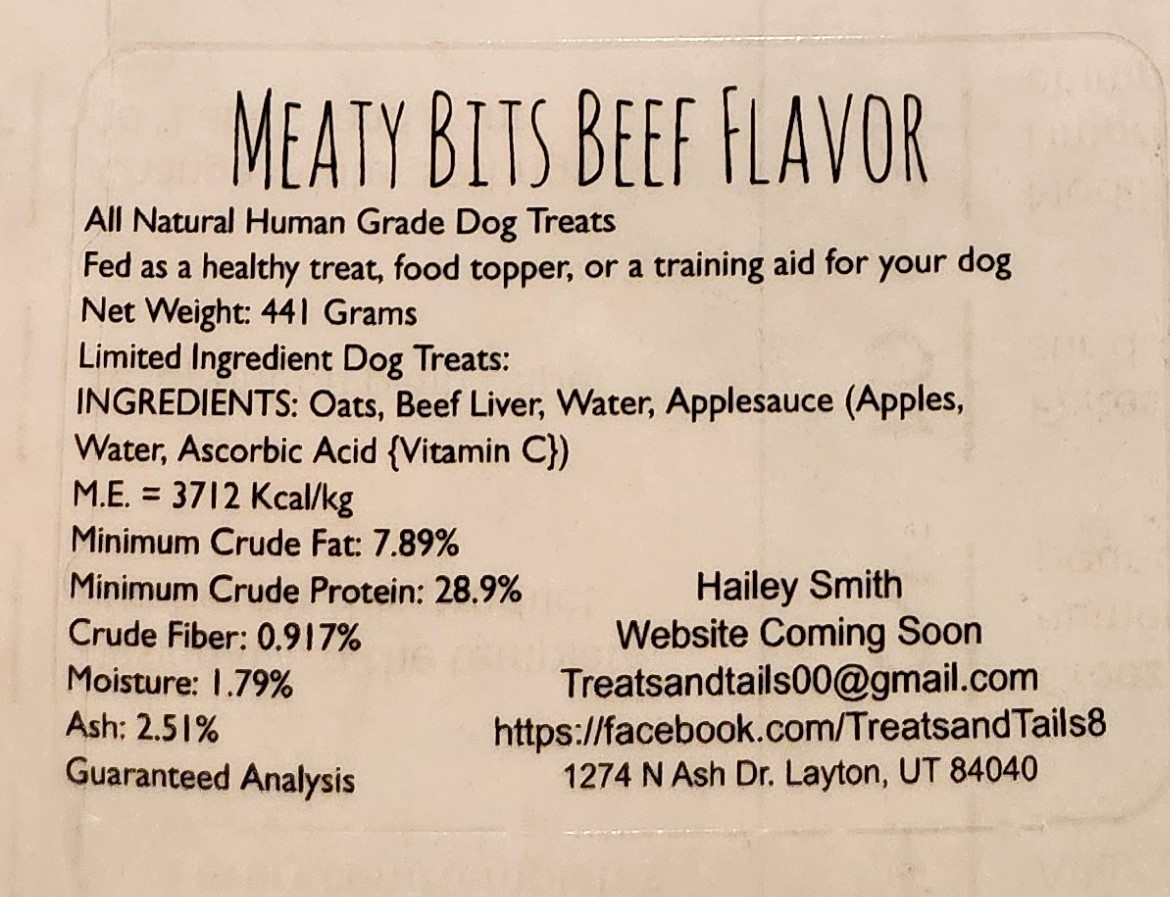 MEATY BITS BEEF FLAVOR
All Natural Human Grade Dog Treats
Fed as a healthy treat, food topper, or a training aid for your dog
Net Weight: 441 Grams
Limited Ingredient Dog Treats:
INGREDIENTS: Oats, Beef Liver, Water, Applesauce (Apples,
Water, Ascorbic Acid {Vitamin C})
M.E. = 3712 Kcal/kg
Minimum Crude Fat: 7.89%
Minimum Crude Protein: 28.9%
Crude Fiber: 0.917%
Moisture: 1.79%
Ash: 2.51%
Guaranteed Analysis
Hailey Smith
Website Coming Soon
Treatsandtails00@gmail.com
https://facebook.com/TreatsandTails8
1274 N Ash Dr. Layton, UT 84040